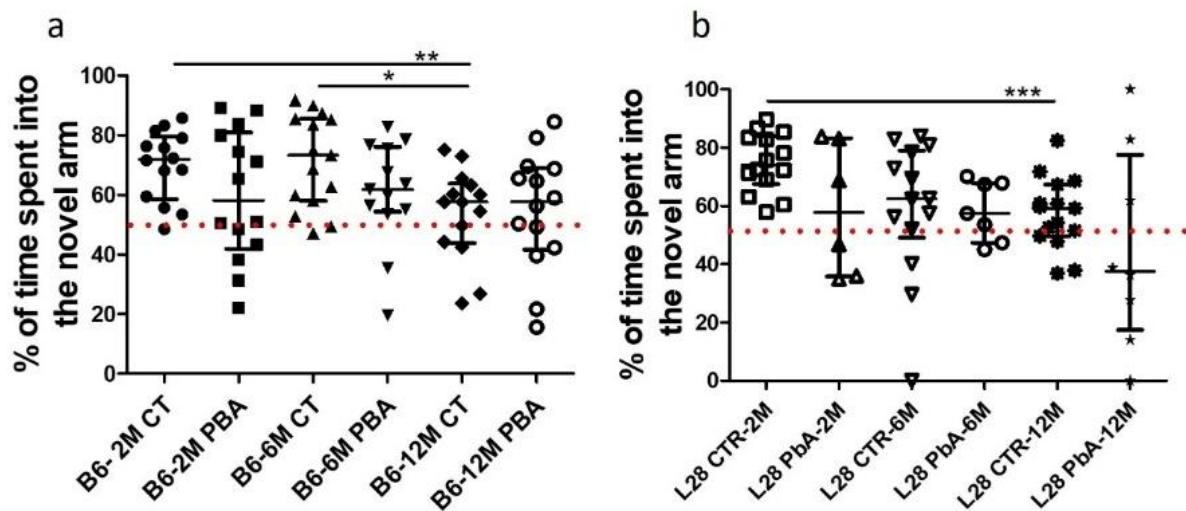 a
**
*
% of time spent into
the novel arm
100
80
60
40
20
0
B6- 2M CT
B6-2M PBA
B6-6M CT
B6-6M PBA
B6-12M CT
B6-12M PBA
b
***
% of time spent into
the novel arm
100
80
60
40
20
0
L28 CTR-2M
L28 PbA-2M
L28 CTR-6M
L28 PbA-6M
L28 CTR-12M
L28 PbA-12M